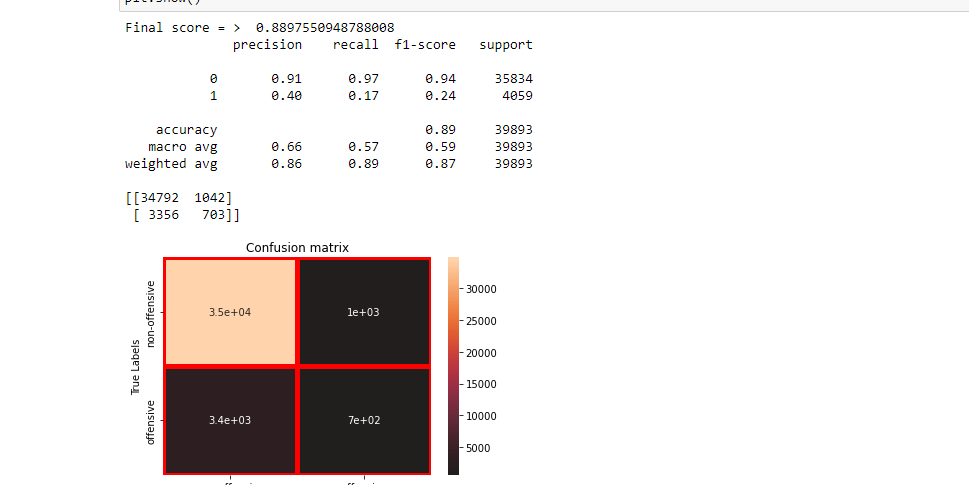 Final score = >  0.8897550948788008
precision    recall  f1-score   support
0       0.91      0.97      0.94     35834
1       0.40      0.17      0.24      4059
accuracy                           0.89     39893
macro avg       0.66      0.57      0.59     39893
weighted avg       0.86      0.89      0.87     39893
[[34792  1042]
[ 3356   703]]
Confusion matrix
True Labels
non-offensive
offensive
3.5e+04
1e+03
3.4e+03
7e+02
30000
25000
20000
15000
10000
5000